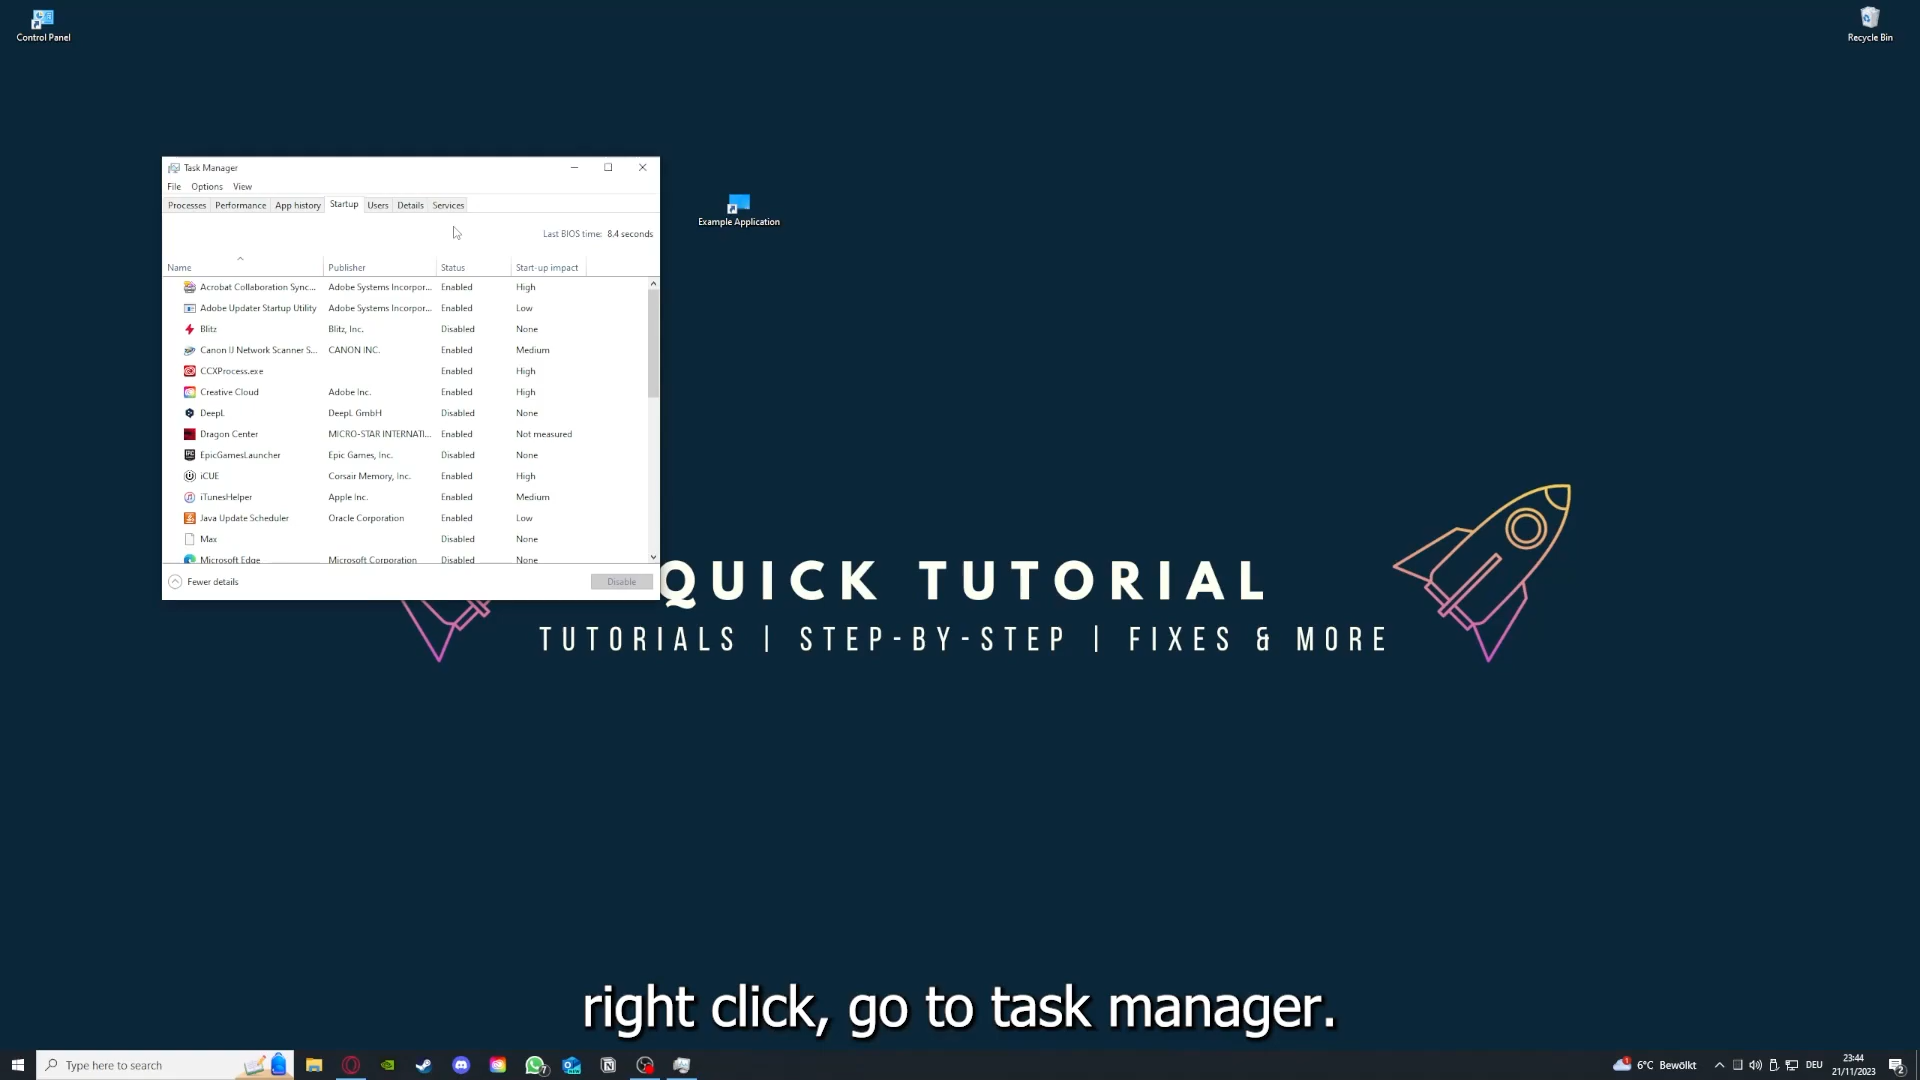 Control Panel
Recycle Bin
Task Manager
File Options View
Processes Performance App history Startup Users Details Services
Example Application
Last BIOS time: 8.4 seconds
Name Publisher Status Start-up impact
Acrobat Collaboration Sync... Adobe Systems Incorpor... Enabled High
Adobe Updater Startup Utility Adobe Systems Incorpor... Enabled Low
Blitz Blitz, Inc. Disabled None
Canon IJ Network Scanner S... CANON INC. Enabled Medium
CCXProcess.exe Enabled High
Creative Cloud Adobe Inc. Enabled High
DeepL DeepL GmbH Disabled None
Dragon Center MICRO-STAR INTERNATI... Enabled Not measured
EpicGamesLauncher Epic Games, Inc. Disabled None
iCUE Corsair Memory, Inc. Enabled High
iTunesHelper Apple Inc. Enabled Medium
Java Update Scheduler Oracle Corporation Enabled Low
Max Disabled None
Microsoft Edge Microsoft Corporation Disabled None
Fewer details Disable
QUICK TUTORIAL
TUTORIALS | STEP-BY-STEP | FIXES & MORE
right click, go to task manager.
Type here to search
6°C Bewölkt
DEU
23:44
21/11/2023